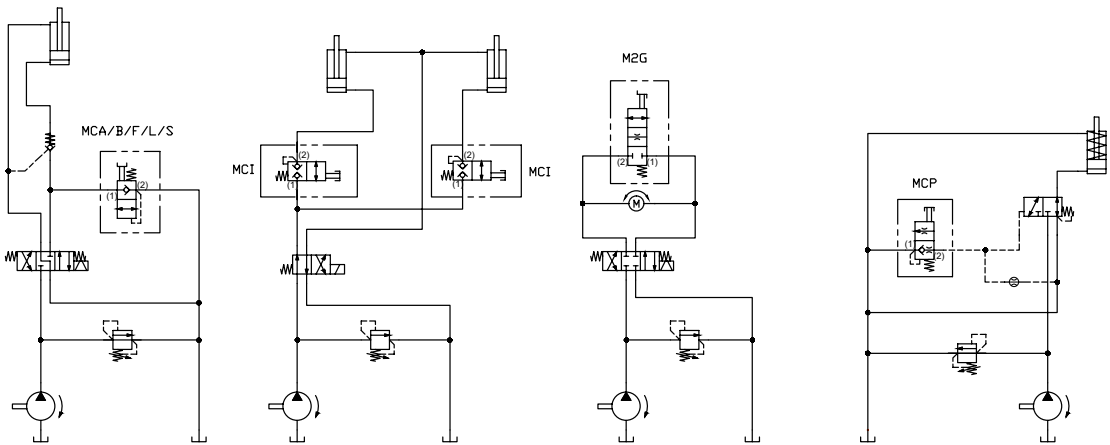 MCA/B/F/L/S
(1) (2)
MCI
(2)
(1)
(2)
(1)
MCI
M2G
(2) (1)
M
MCP
(1)
(2)